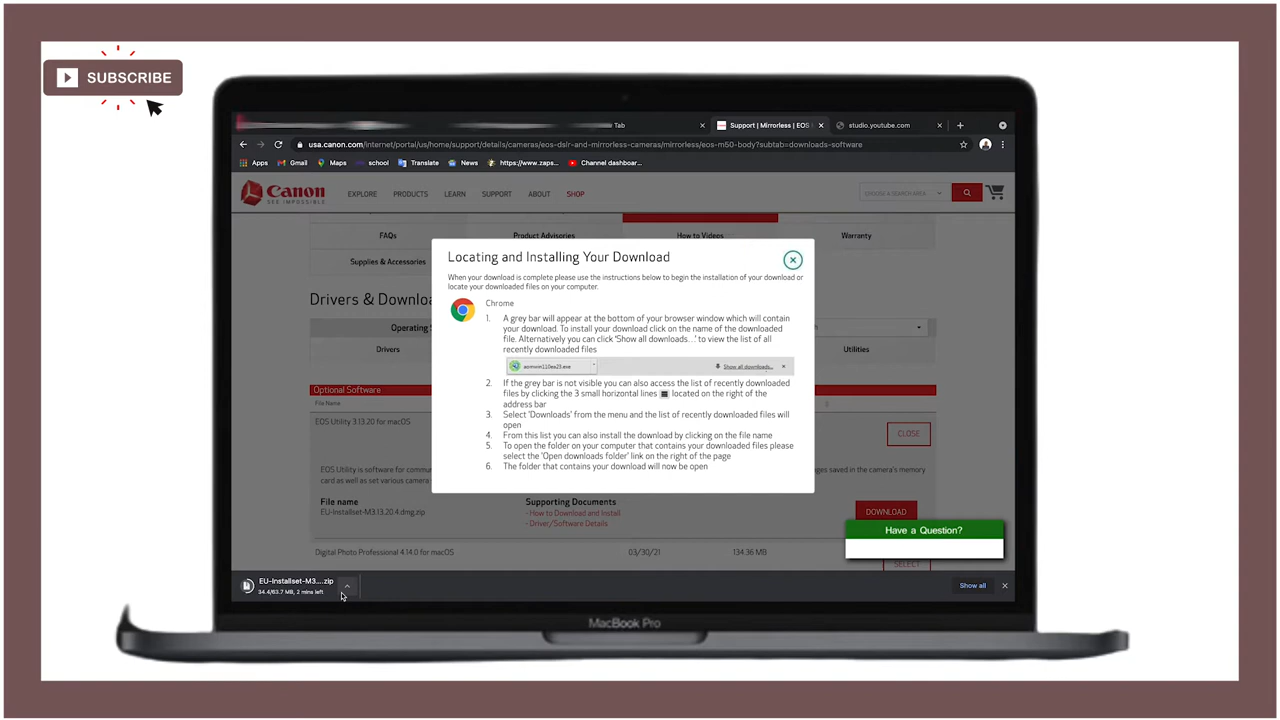 SUBSCRIBE
Tab
Support | Mirrorless | EOS
studio.youtube.com
usa.canon.com/internet/portal/us/home/support/details/cameras/eos-dslr-and-mirrorless-cameras/mirrorless/eos-m50-body?subtab=downloads-software
Apps Gmail Maps school Translate News https://www.zaps... Channel dashboar...
Canon
SEE IMPOSSIBLE
EXPLORE PRODUCTS LEARN SUPPORT ABOUT SHOP
CHOOSE A SEARCH AREA
FAQs Product Advisories How to Videos Warranty
Supplies & Accessories
Locating and Installing Your Download
When your download is complete please use the instructions below to begin the installation of your download or
locate your downloaded files on your computer.
Chrome
1. A grey bar will appear at the bottom of your browser window which will contain
your download. To install your download click on the name of the downloaded
file. Alternatively you can click 'Show all downloads...' to view the list of all
recently downloaded files
Show all downloads...
2. If the grey bar is not visible you can also access the list of recently downloaded
files by clicking the 3 small horizontal lines located on the right of the
address bar
3. Select 'Downloads' from the menu and the list of recently downloaded files will
open
4. From this list you can also install the download by clicking on the file name
5. To open the folder on your computer that contains your downloaded files please
select the 'Open downloads folder' link on the right of the page
6. The folder that contains your download will now be open
Drivers & Downloa
Operating S
Drivers Utilities
Optional Software
File Name
EOS Utility 3.13.20 for macOS
CLOSE
EOS Utility is software for commu
ges saved in the camera's memory
card as well as set various camera
File name
EU-Installset-M3.13.20.4.dmg.zip
Supporting Documents
- How to Download and Install
- Driver/Software Details
DOWNLOAD
Have a Question?
Digital Photo Professional 4.14.0 for macOS 03/30/21 134.36 MB
SELECT
EU-Installset-M3....zip
34.4/63.7 MB, 2 mins left
Show all
MacBook Pro